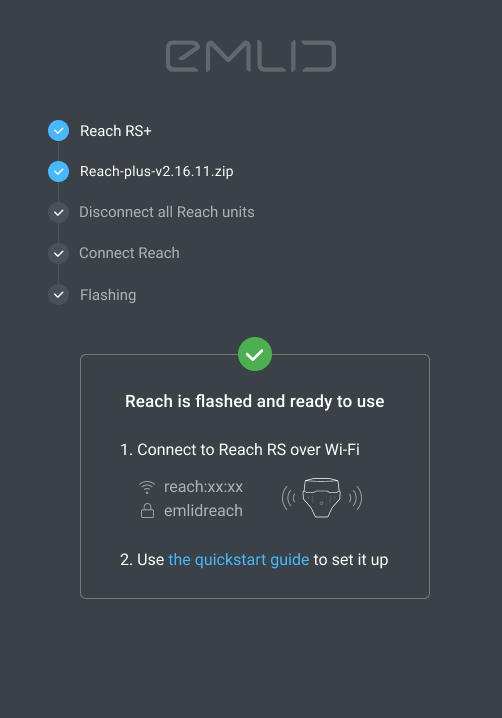 EMLID
Reach RS+
Reach-plus-v2.16.11.zip
Disconnect all Reach units
Connect Reach
Flashing
Reach is flashed and ready to use
1. Connect to Reach RS over Wi-Fi
reach:xx:xx
emlidreach
2. Use the quickstart guide to set it up